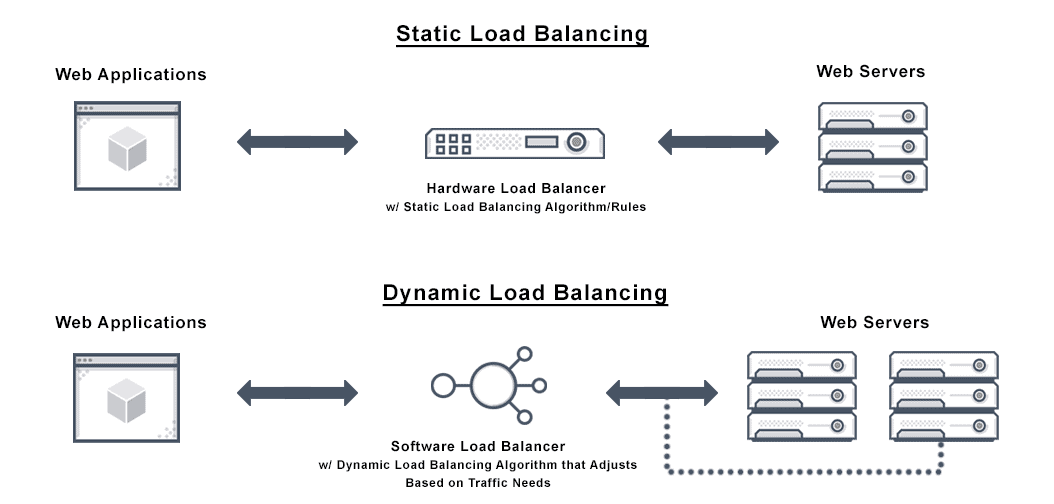 Static Load Balancing
Web Applications
Web Servers
Hardware Load Balancer
w/ Static Load Balancing Algorithm/Rules
Dynamic Load Balancing
Web Applications
Web Servers
Software Load Balancer
w/ Dynamic Load Balancing Algorithm that Adjusts
Based on Traffic Needs